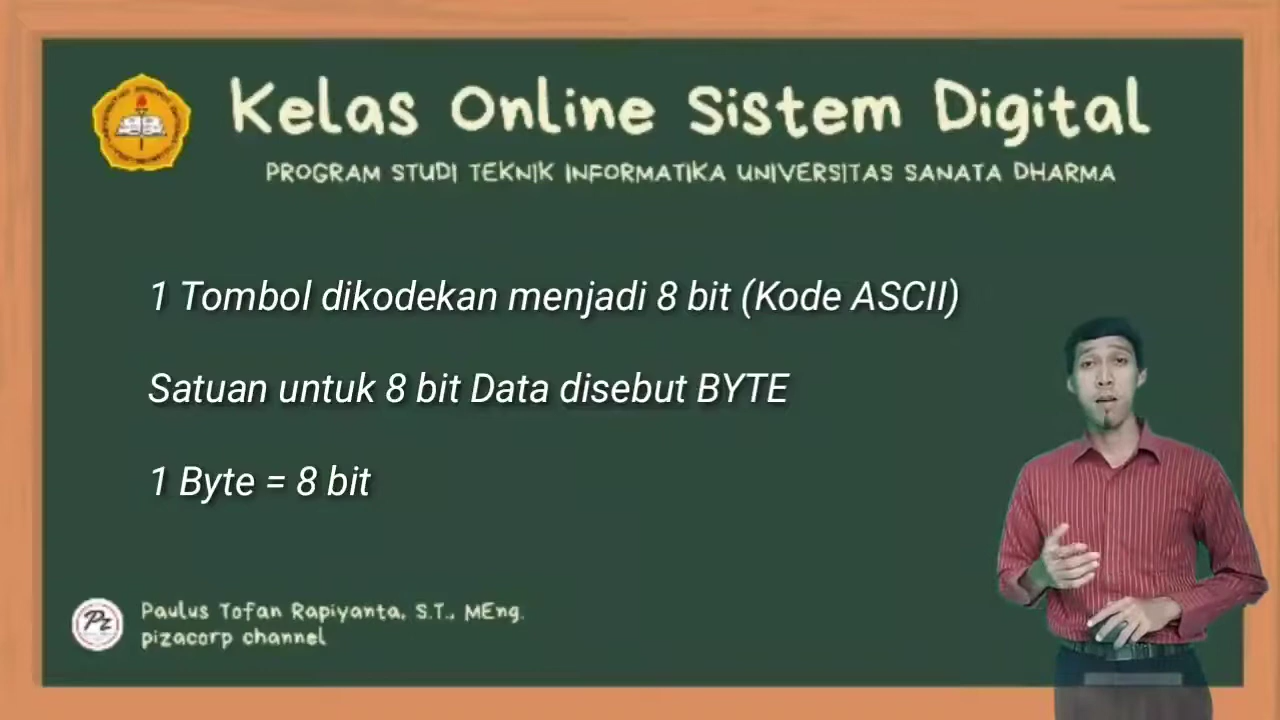 Kelas Online Sistem Digital
PROGRAM STUDI TEKNIK INFORMATIKA UNIVERSITAS SANATA DHARMA
1 Tombol dikodekan menjadi 8 bit (Kode ASCII)
Satuan untuk 8 bit Data disebut BYTE
1 Byte = 8 bit
Pz
Paulus Tofan Rapiyanta, S.T., MEng.
pizacorp channel